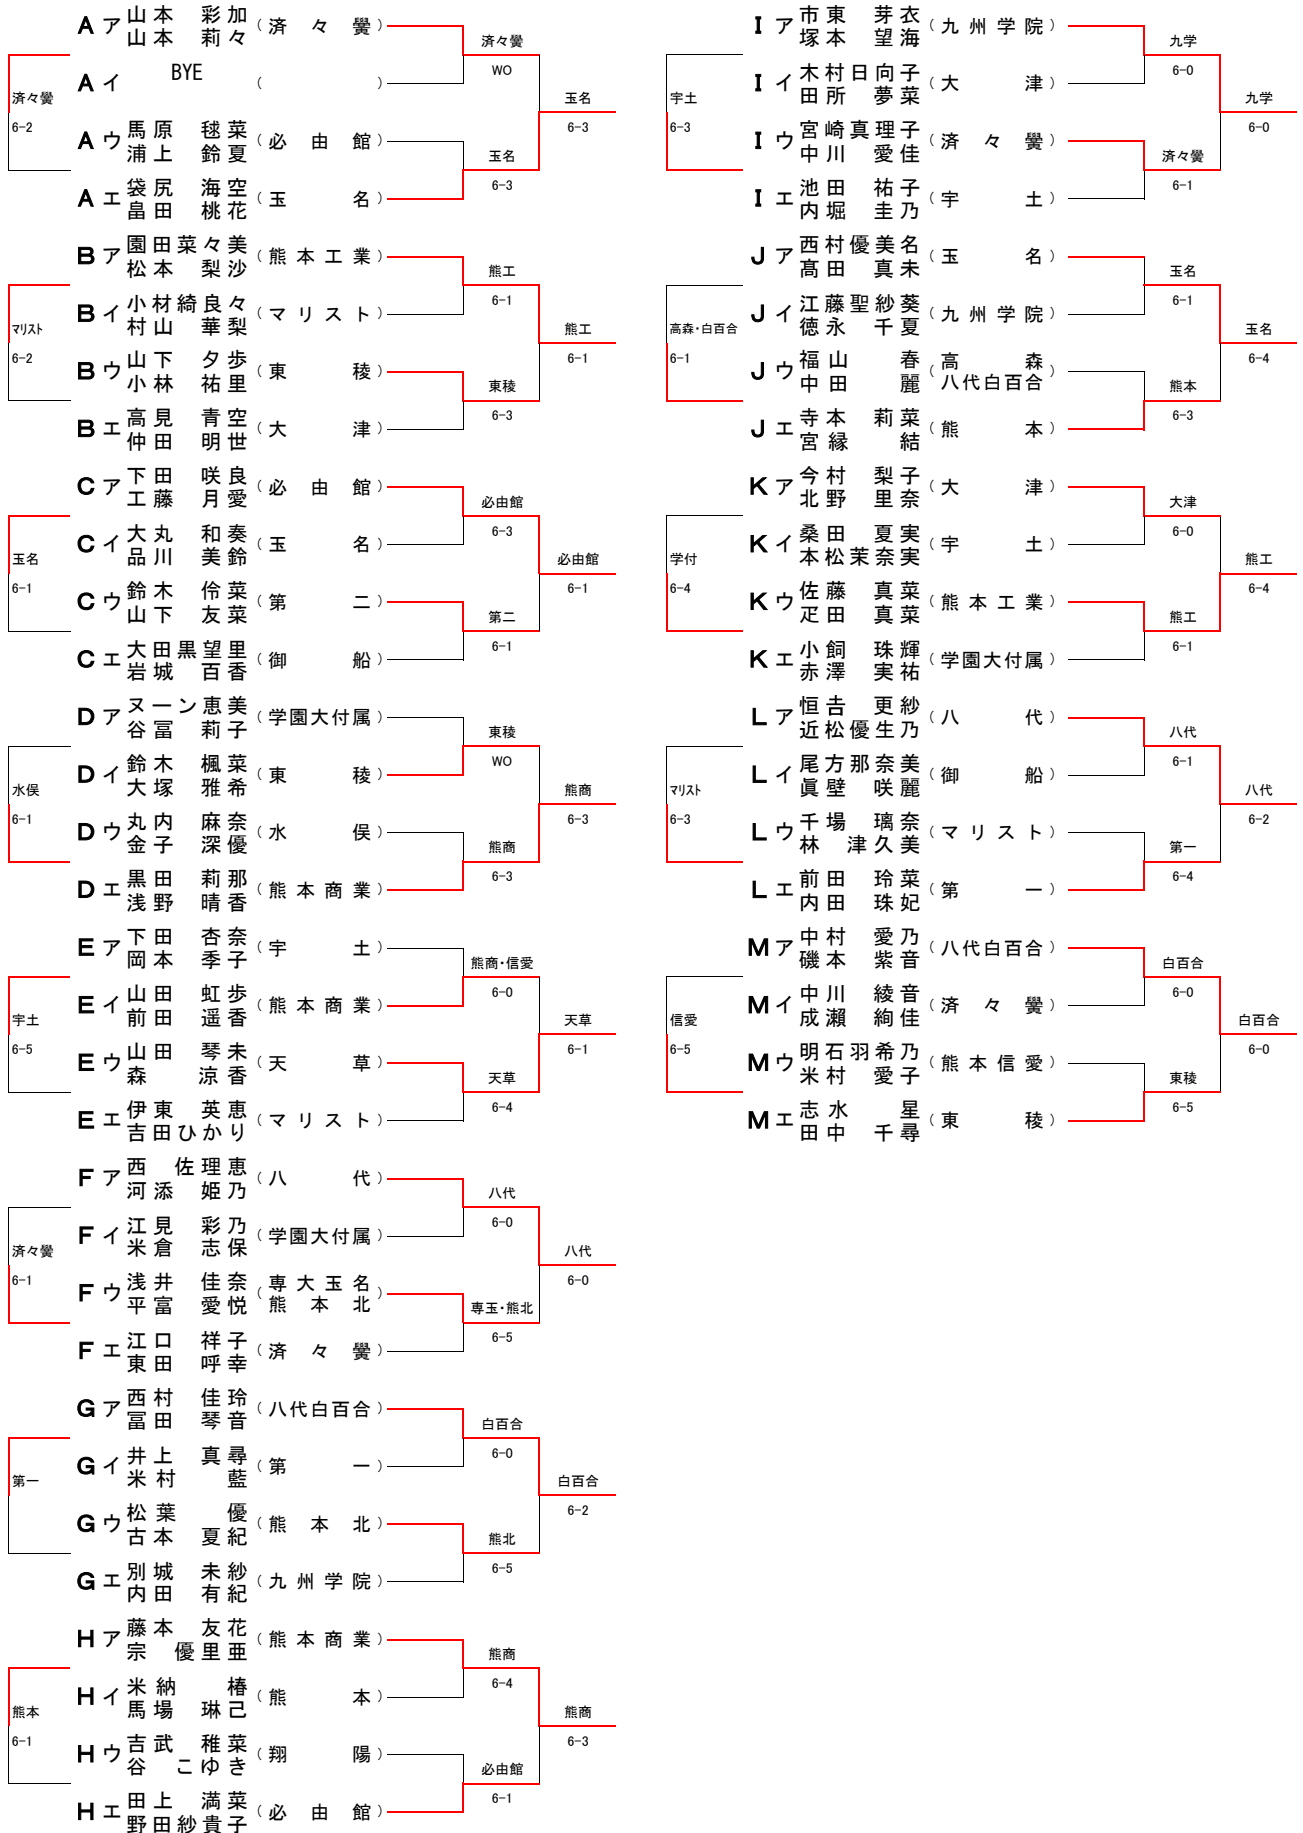 A ア 山本 彩加 山本 莉々 (済々黌)
済々黌
WO
A イ BYE ( )
済々黌
6-2
玉名
6-3
A ウ 馬原 毬菜 浦上 鈴夏 (必由館)
玉名
6-3
A エ 袋尻 海空 畠田 桃花 (玉名)
B ア 園田菜々美 松本 梨沙 (熊本工業)
熊工
6-1
B イ 小材綺良々 村山 華梨 (マリスト)
マリスト
6-2
熊工
6-1
B ウ 山下 夕歩 小林 祐里 (東稜)
東稜
6-3
B エ 高見 青空 仲田 明世 (大津)
C ア 下田 咲良 工藤 月愛 (必由館)
必由館
6-3
C イ 大丸 和奏 品川 美鈴 (玉名)
玉名
6-1
必由館
6-1
C ウ 鈴木 伶菜 山下 友菜 (第二)
第二
6-1
C エ 大田黒望里 岩城 百香 (御船)
D ア ヌーン恵美 谷冨 莉子 (学園大付属)
東稜
WO
D イ 鈴木 楓菜 大塚 雅希 (東稜)
水俣
6-1
熊商
6-3
D ウ 丸内 麻奈 金子 深優 (水俣)
熊商
6-3
D エ 黒田 莉那 浅野 晴香 (熊本商業)
E ア 下田 杏奈 岡本 季子 (宇土)
熊商・信愛
6-0
E イ 山田 虹歩 前田 遥香 (熊本商業)
宇土
6-5
天草
6-1
E ウ 山田 琴未 森 涼香 (天草)
天草
6-4
E エ 伊東 英恵 吉田ひかり (マリスト)
F ア 西 佐理恵 河添 姫乃 (八代)
八代
6-0
F イ 江見 彩乃 米倉 志保 (学園大付属)
済々黌
6-1
八代
6-0
F ウ 浅井 佳奈 平富 愛悦 (専大玉名 熊本北)
専玉・熊北
6-5
F エ 江口 祥子 東田 呼幸 (済々黌)
G ア 西村 佳玲 冨田 琴音 (八代白百合)
白百合
6-0
G イ 井上 真尋 米村 藍 (第一)
第一
白百合
6-2
G ウ 松葉 優 古本 夏紀 (熊本北)
熊北
6-5
G エ 別城 未紗 内田 有紀 (九州学院)
H ア 藤本 友花 宗 優里亜 (熊本商業)
熊商
6-4
H イ 米納 椿 馬場 琳己 (熊本)
熊本
6-1
熊商
6-3
H ウ 吉武 稚菜 谷 こゆき (翔陽)
必由館
6-1
H エ 田上 満菜 野田紗貴子 (必由館)
I ア 市東 芽衣 塚本 望海 (九州学院)
九学
6-0
I イ 木村日向子 田所 夢菜 (大津)
宇土
6-3
九学
6-0
I ウ 宮崎真理子 中川 愛佳 (済々黌)
済々黌
6-1
I エ 池田 祐子 内堀 圭乃 (宇土)
J ア 西村優美名 髙田 真未 (玉名)
玉名
6-1
J イ 江藤聖紗葵 徳永 千夏 (九州学院)
高森・白百合
6-1
玉名
6-4
J ウ 福山 春 中田 麗 (高森 八代白百合)
熊本
6-3
J エ 寺本 莉菜 宮縁 結 (熊本)
K ア 今村 梨子 北野 里奈 (大津)
大津
6-0
K イ 桑田 夏実 本松茉奈実 (宇土)
学付
6-4
熊工
6-4
K ウ 佐藤 真菜 疋田 真菜 (熊本工業)
熊工
6-1
K エ 小飼 珠輝 赤澤 実祐 (学園大付属)
L ア 恒吉 更紗 近松優生乃 (八代)
八代
6-1
L イ 尾方那奈美 眞壁 咲麗 (御船)
マリスト
6-3
八代
6-2
L ウ 千場 璃奈 林 津久美 (マリスト)
第一
6-4
L エ 前田 玲菜 内田 珠妃 (第一)
M ア 中村 愛乃 磯本 紫音 (八代白百合)
白百合
6-0
M イ 中川 綾音 成瀬 絢佳 (済々黌)
信愛
6-5
白百合
6-0
M ウ 明石羽希乃 米村 愛子 (熊本信愛)
東稜
6-5
M エ 志水 星 田中 千尋 (東稜)